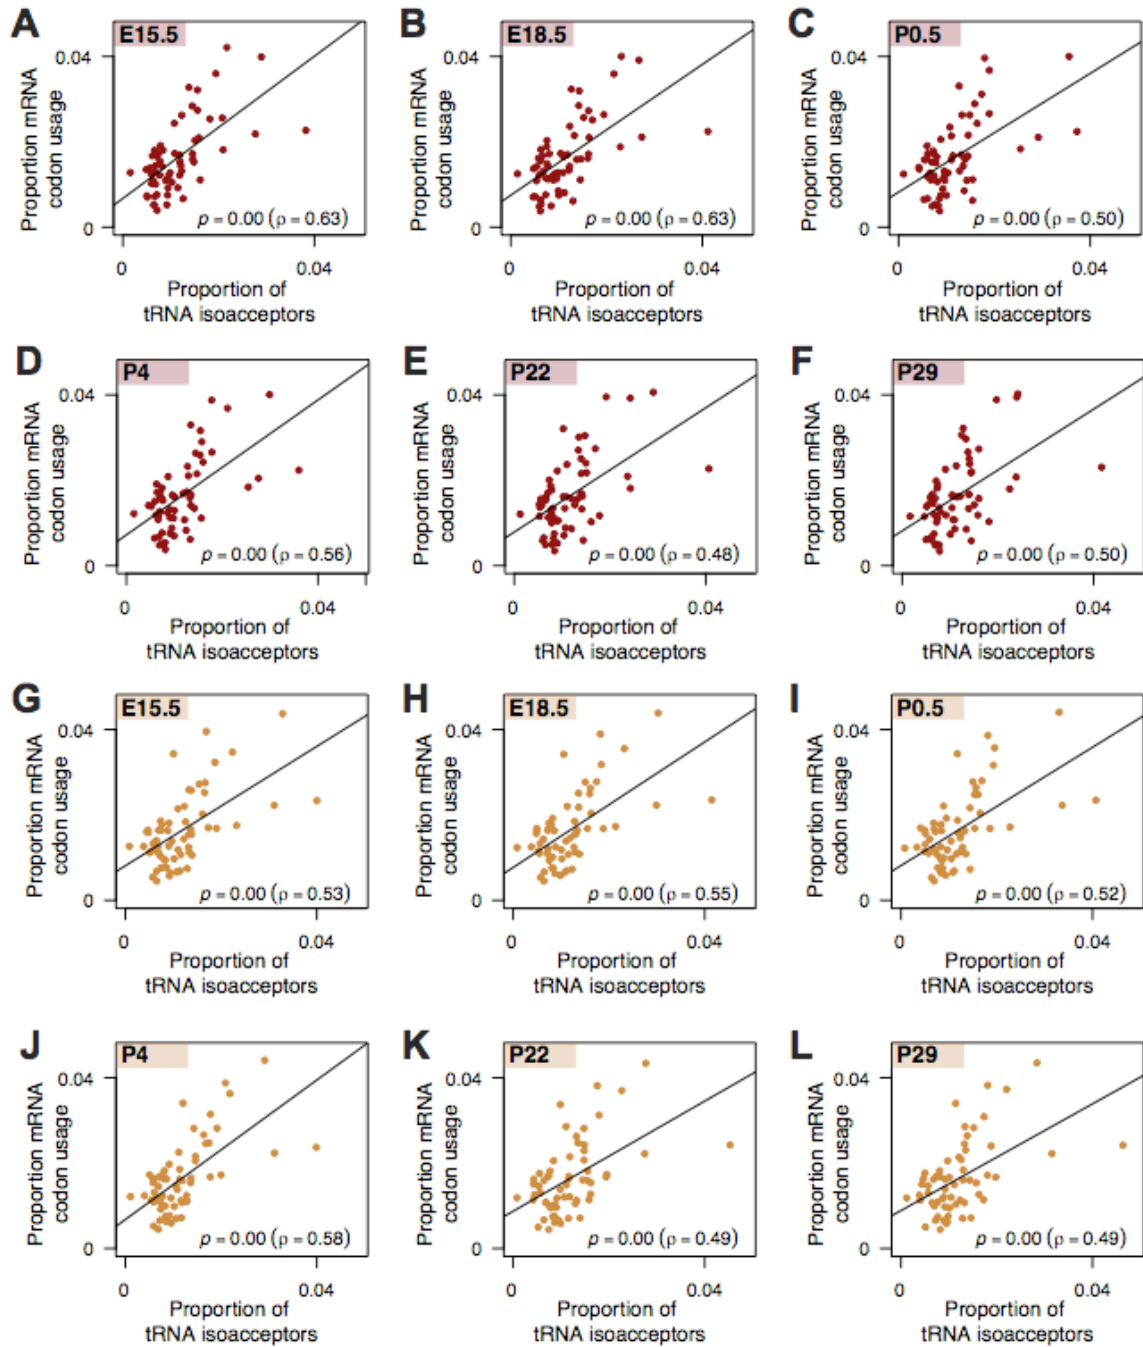 A
E15.5
Proportion mRNA
codon usage
0.04
0
p = 0.00 (ρ = 0.63)
0
0.04
Proportion of
tRNA isoacceptors
B
E18.5
Proportion mRNA
codon usage
0.04
0
p = 0.00 (ρ = 0.63)
0
0.04
Proportion of
tRNA isoacceptors
C
P0.5
Proportion mRNA
codon usage
0.04
0
p = 0.00 (ρ = 0.50)
0
0.04
Proportion of
tRNA isoacceptors
D
P4
Proportion mRNA
codon usage
0.04
0
p = 0.00 (ρ = 0.56)
0
0.04
Proportion of
tRNA isoacceptors
E
P22
Proportion mRNA
codon usage
0.04
0
p = 0.00 (ρ = 0.48)
0
0.04
Proportion of
tRNA isoacceptors
F
P29
Proportion mRNA
codon usage
0.04
0
p = 0.00 (ρ = 0.50)
0
0.04
Proportion of
tRNA isoacceptors
G
E15.5
Proportion mRNA
codon usage
0.04
0
p = 0.00 (ρ = 0.53)
0
0.04
Proportion of
tRNA isoacceptors
H
E18.5
Proportion mRNA
codon usage
0.04
0
p = 0.00 (ρ = 0.55)
0
0.04
Proportion of
tRNA isoacceptors
I
P0.5
Proportion mRNA
codon usage
0.04
0
p = 0.00 (ρ = 0.52)
0
0.04
Proportion of
tRNA isoacceptors
J
P4
Proportion mRNA
codon usage
0.04
0
p = 0.00 (ρ = 0.58)
0
0.04
Proportion of
tRNA isoacceptors
K
P22
Proportion mRNA
codon usage
0.04
0
p = 0.00 (ρ = 0.49)
0
0.04
Proportion of
tRNA isoacceptors
L
P29
Proportion mRNA
codon usage
0.04
0
p = 0.00 (ρ = 0.49)
0
0.04
Proportion of
tRNA isoacceptors